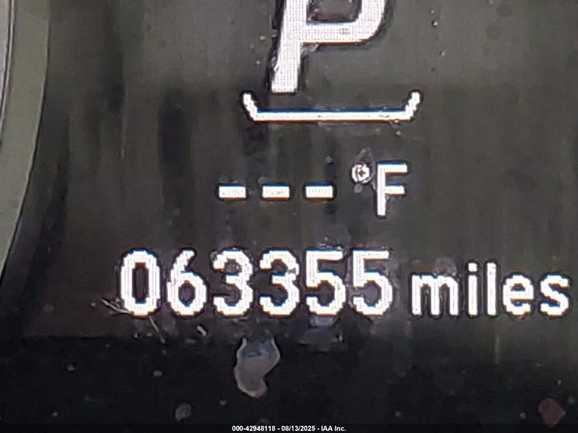 P
--- °F
063355 miles
000-42948118 - 08/13/2025 - IAA Inc.